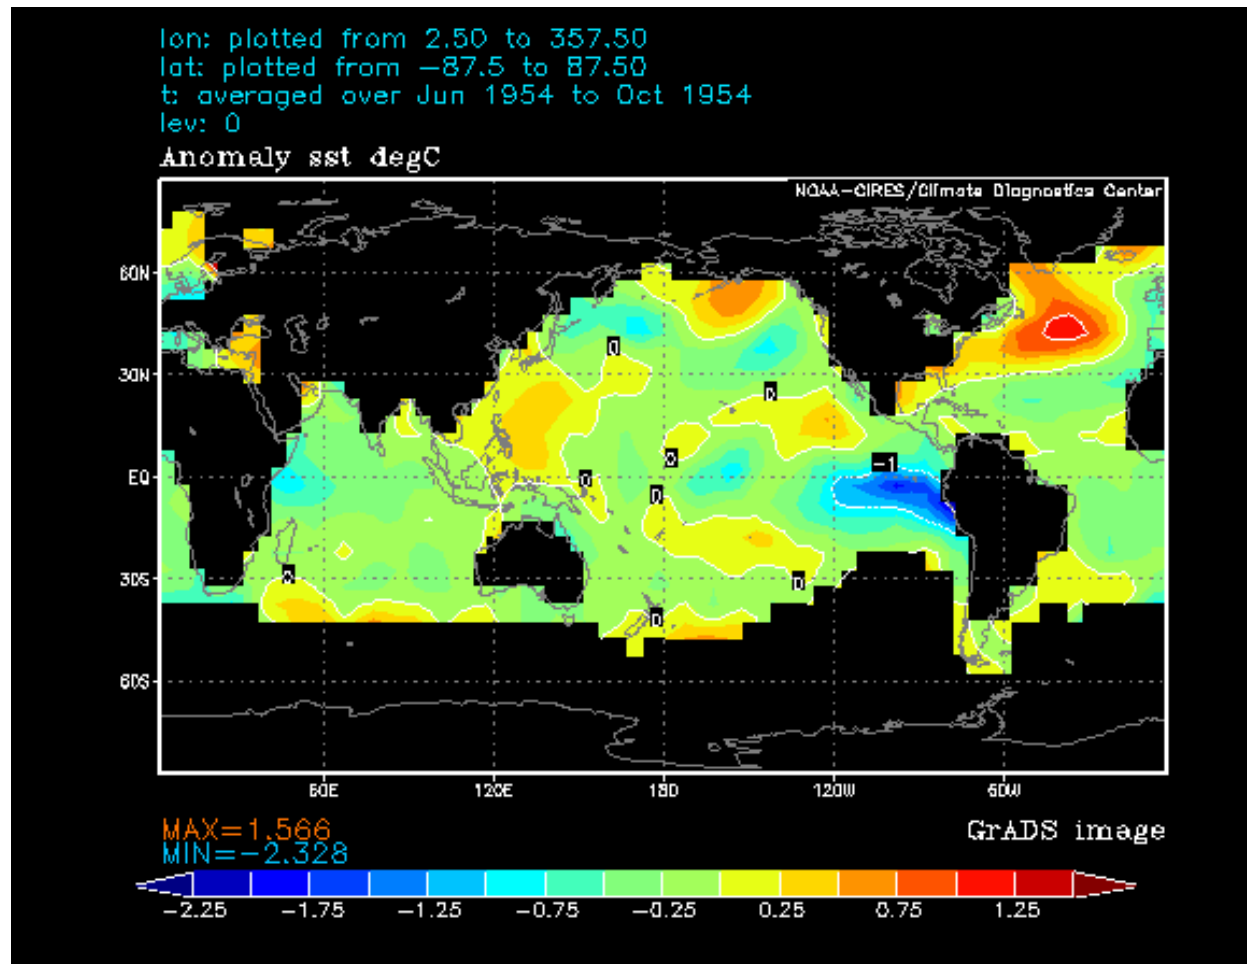 lon: plotted from 2.50 to 357.50
lat: plotted from −87.5 to 87.50
t: averaged over Jun 1954 to Oct 1954
lev: 0
Anomaly sst degC
NOAA−CIRES/Climate Diagnostics Center
60N
30N
EQ
30S
60S
0
0
0
0
0
0
0
0
0
−1
60E 120E 180 120W 60W
MAX=1.566
MIN=−2.328
GrADS image
−2.25 −1.75 −1.25 −0.75 −0.25 0.25 0.75 1.25